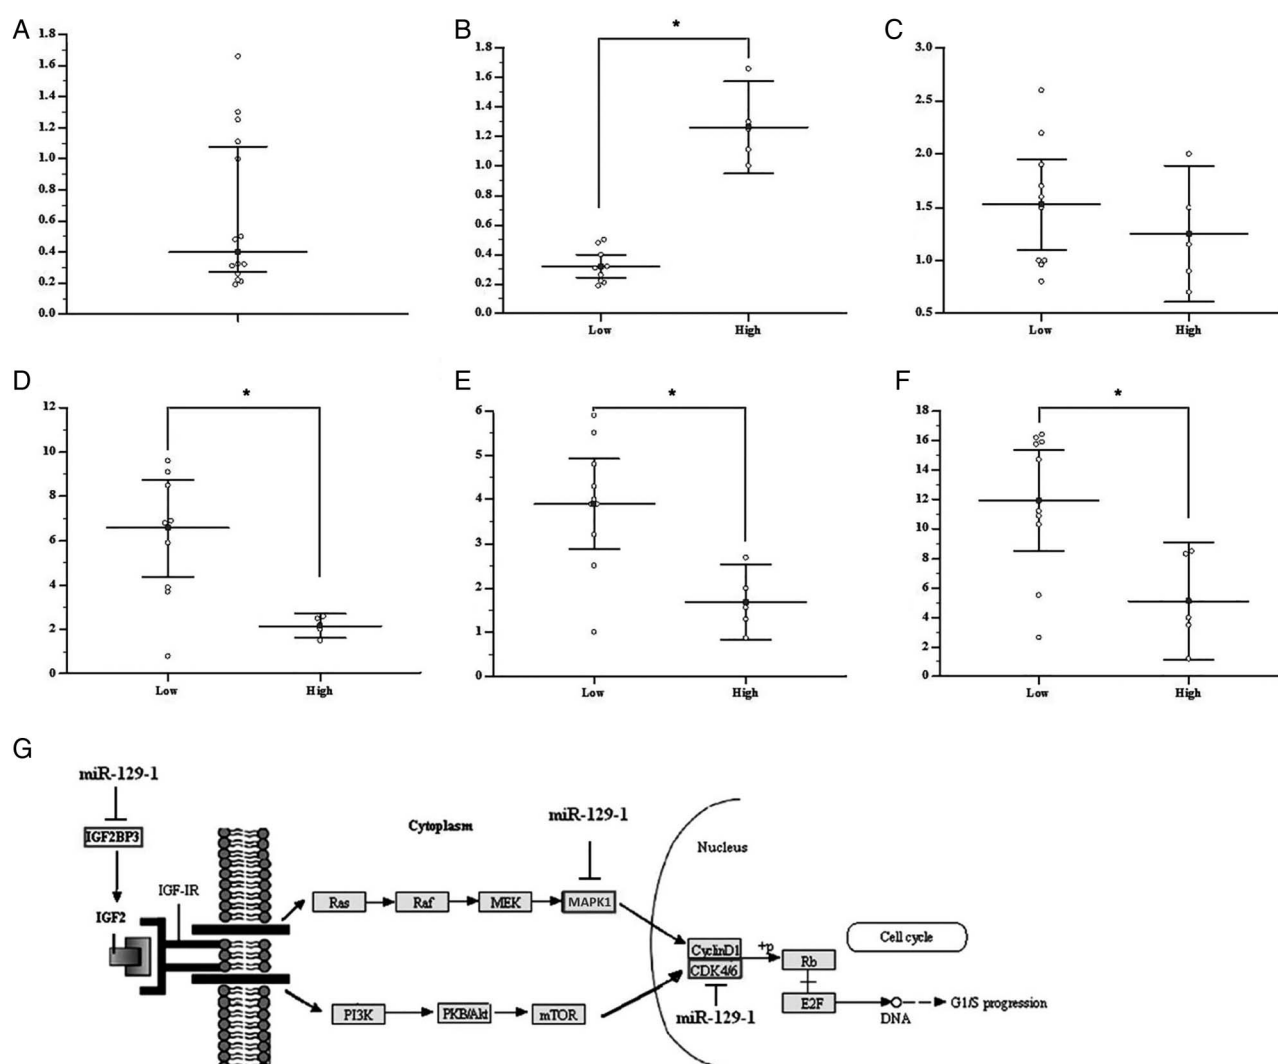 A
1.8
1.6
1.4
1.2
1.0
0.8
0.6
0.4
0.2
0.0
B
*
1.8
1.6
1.4
1.2
1.0
0.8
0.6
0.4
0.2
0.0
Low High
C
3.0
2.5
2.0
1.5
1.0
0.5
Low High
D
*
12
10
8
6
4
2
0
Low High
E
*
6
5
4
3
2
1
0
Low High
F
*
18
16
14
12
10
8
6
4
2
0
Low High
G
miR-129-1
IGF2BP3
IGF2
IGF-IR
Cytoplasm
miR-129-1
Nucleus
Ras Raf MEK MAPK1
PI3K PKB/Akt mTOR
CyclinD1
CDK4/6
miR-129-1
+p
Rb
E2F
Cell cycle
DNA
G1/S progression